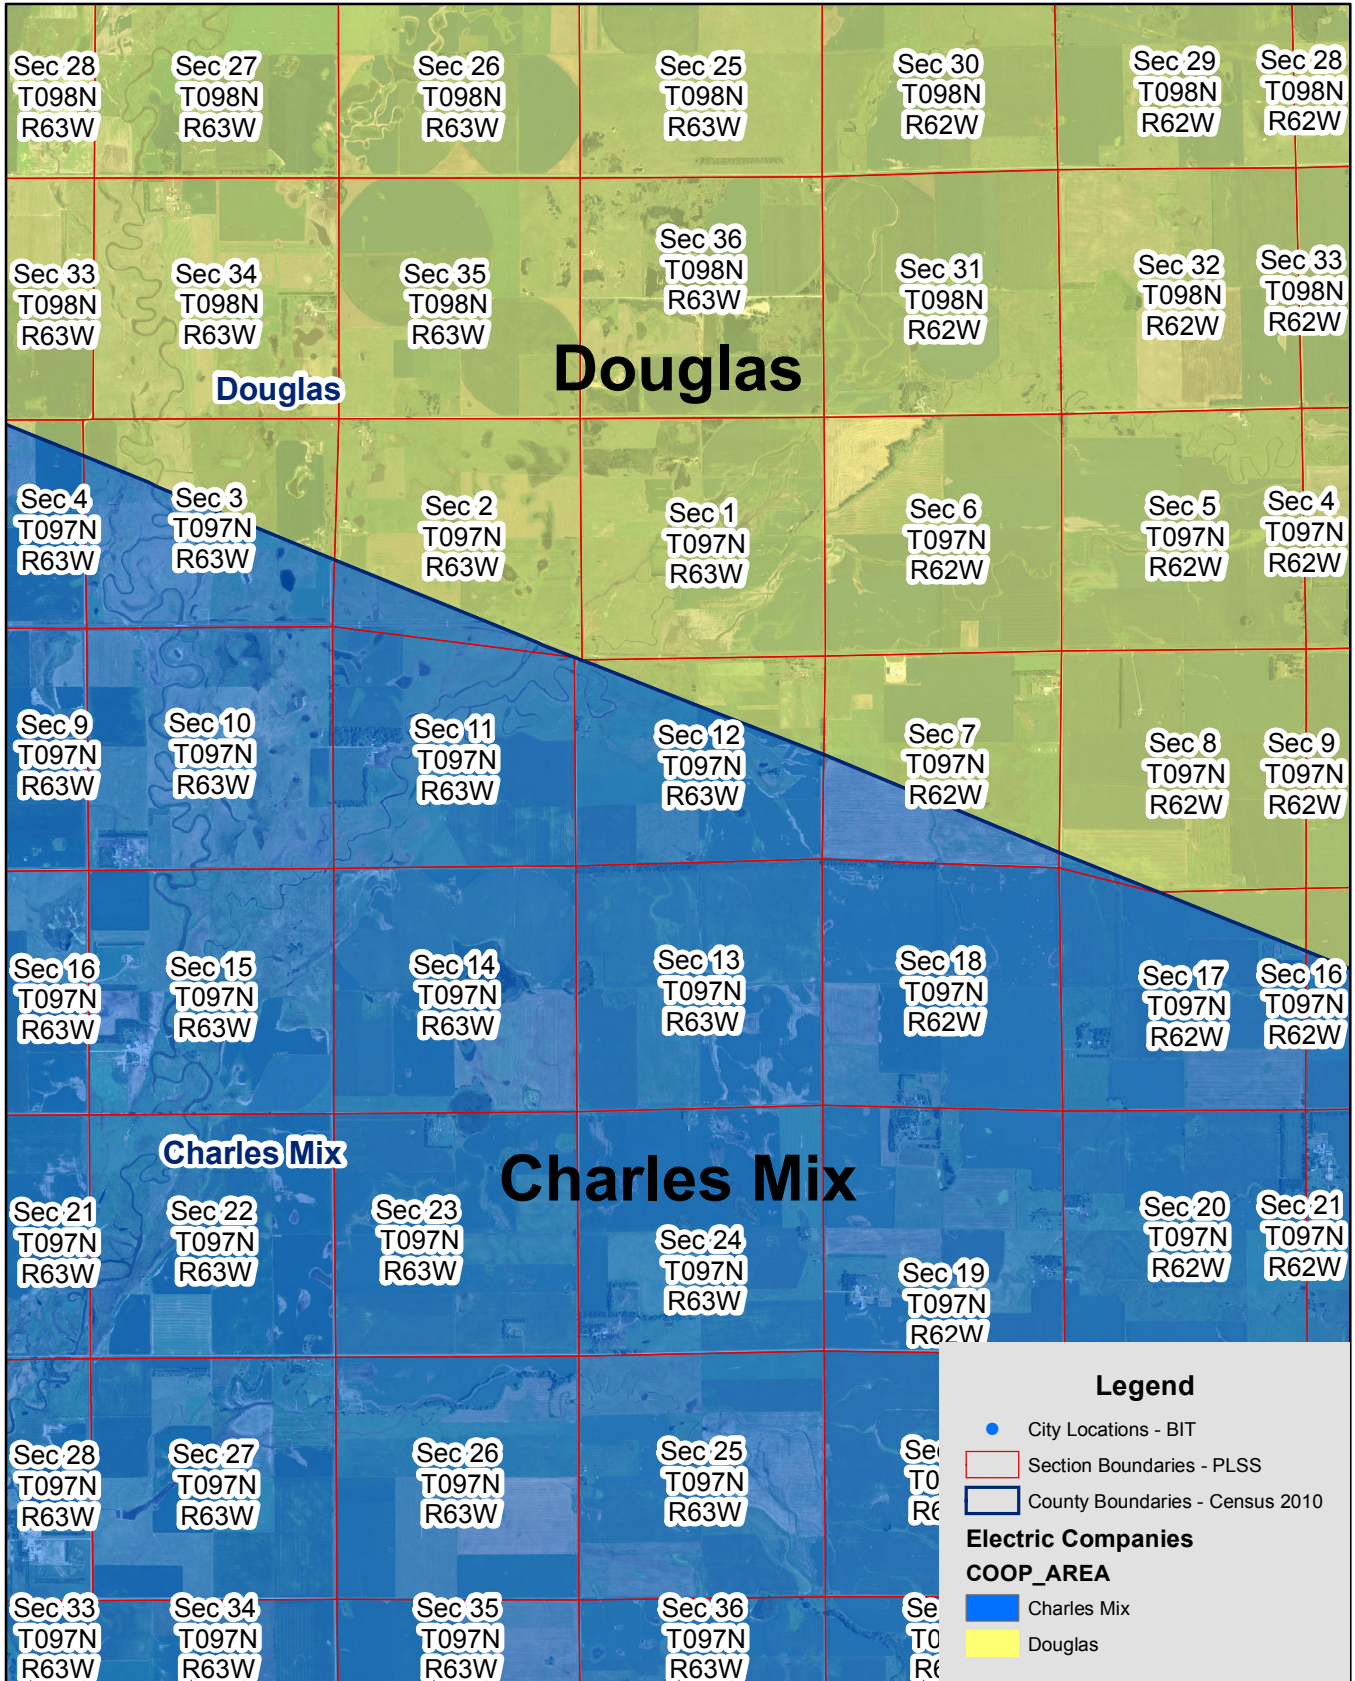 Sec 28
T098N
R63W
Sec 27
T098N
R63W
Sec 26
T098N
R63W
Sec 25
T098N
R63W
Sec 30
T098N
R62W
Sec 29
T098N
R62W
Sec 28
T098N
R62W
Sec 33
T098N
R63W
Sec 34
T098N
R63W
Sec 35
T098N
R63W
Sec 36
T098N
R63W
Sec 31
T098N
R62W
Sec 32
T098N
R62W
Sec 33
T098N
R62W
Douglas
Douglas
Sec 4
T097N
R63W
Sec 3
T097N
R63W
Sec 2
T097N
R63W
Sec 1
T097N
R63W
Sec 6
T097N
R62W
Sec 5
T097N
R62W
Sec 4
T097N
R62W
Sec 9
T097N
R63W
Sec 10
T097N
R63W
Sec 11
T097N
R63W
Sec 12
T097N
R63W
Sec 7
T097N
R62W
Sec 8
T097N
R62W
Sec 9
T097N
R62W
Sec 16
T097N
R63W
Sec 15
T097N
R63W
Sec 14
T097N
R63W
Sec 13
T097N
R63W
Sec 18
T097N
R62W
Sec 17
T097N
R62W
Sec 16
T097N
R62W
Charles Mix
Charles Mix
Sec 21
T097N
R63W
Sec 22
T097N
R63W
Sec 23
T097N
R63W
Sec 24
T097N
R63W
Sec 19
T097N
R62W
Sec 20
T097N
R62W
Sec 21
T097N
R62W
Sec 28
T097N
R63W
Sec 27
T097N
R63W
Sec 26
T097N
R63W
Sec 25
T097N
R63W
Sec 33
T097N
R63W
Sec 34
T097N
R63W
Sec 35
T097N
R63W
Sec 36
T097N
R63W
Legend
City Locations - BIT
Section Boundaries - PLSS
County Boundaries - Census 2010
Electric Companies
COOP_AREA
Charles Mix
Douglas